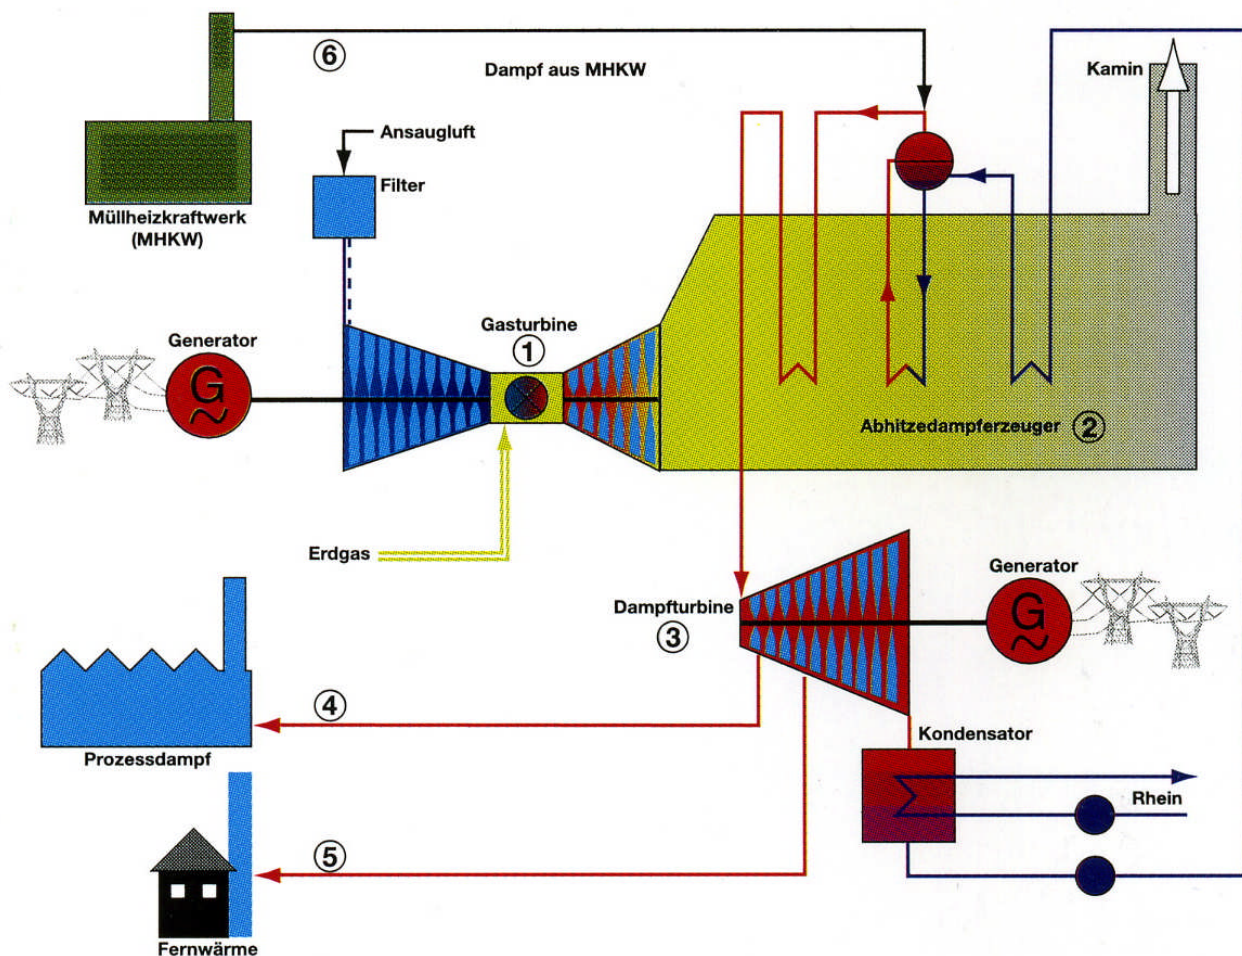 6
Dampf aus MHKW
Kamin
Ansaugluft
Filter
Müllheizkraftwerk
(MHKW)
Generator
G
Gasturbine
1
Abhitzedampferzeuger 2
Erdgas
Generator
G
Dampfturbine
3
4
Prozessdampf
Kondensator
Rhein
5
Fernwärme